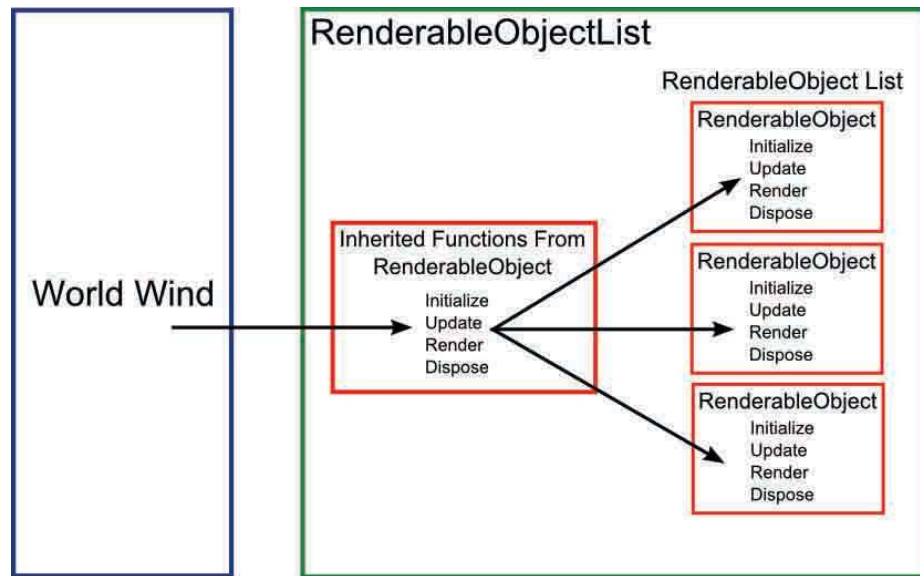 RenderableObjectList
World Wind
Inherited Functions From
RenderableObject
Initialize
Update
Render
Dispose
RenderableObject List
RenderableObject
Initialize
Update
Render
Dispose
RenderableObject
Initialize
Update
Render
Dispose
RenderableObject
Initialize
Update
Render
Dispose